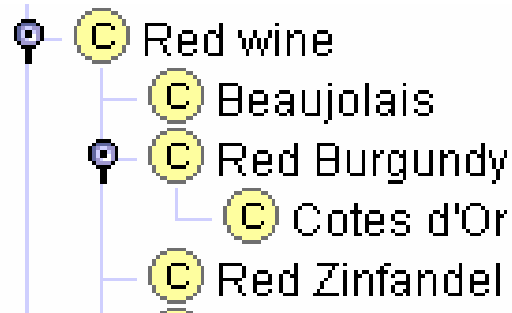 C Red wine
C Beaujolais
C Red Burgundy
C Cotes d'Or
C Red Zinfandel